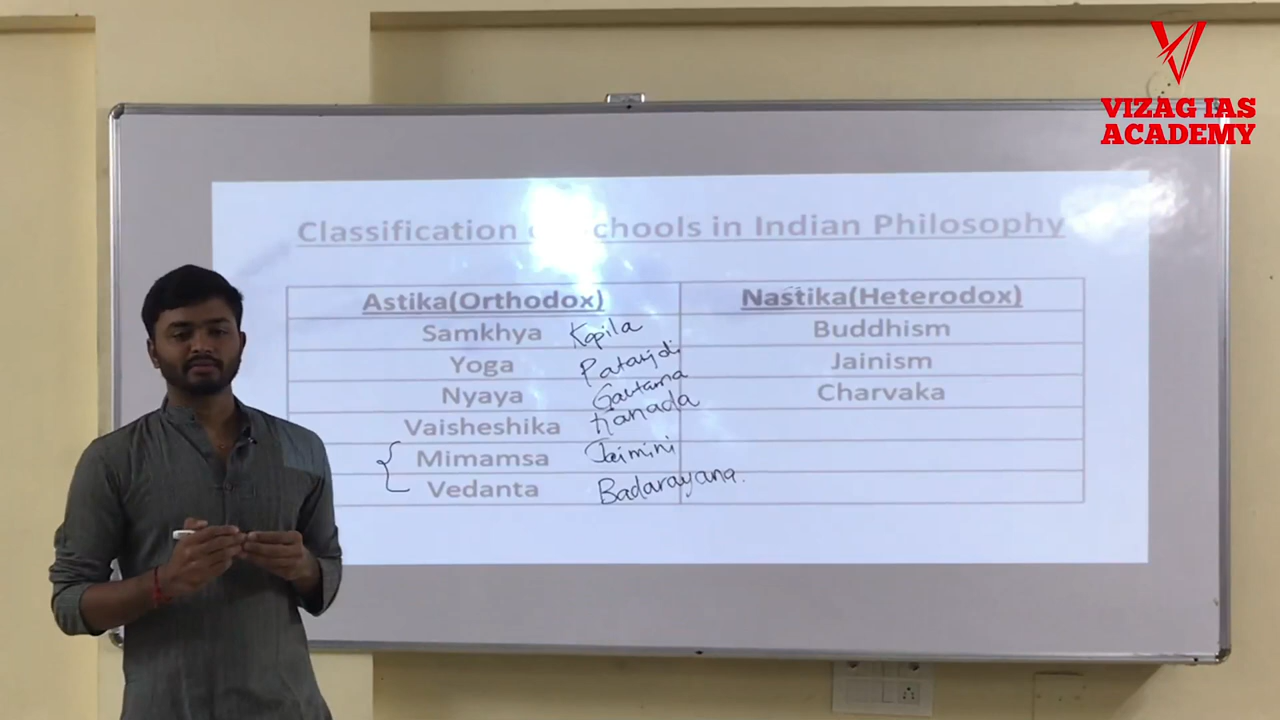 VIZAG IAS
ACADEMY
Classification chools in Indian Philosophy
Astika(Orthodox) Nastika(Heterodox)
Samkhya Kapila Buddhism
Yoga Patanjali Jainism
Nyaya Gautama Charvaka
Vaisheshika Kanada
Mimamsa Jaimini
Vedanta Badarayana.